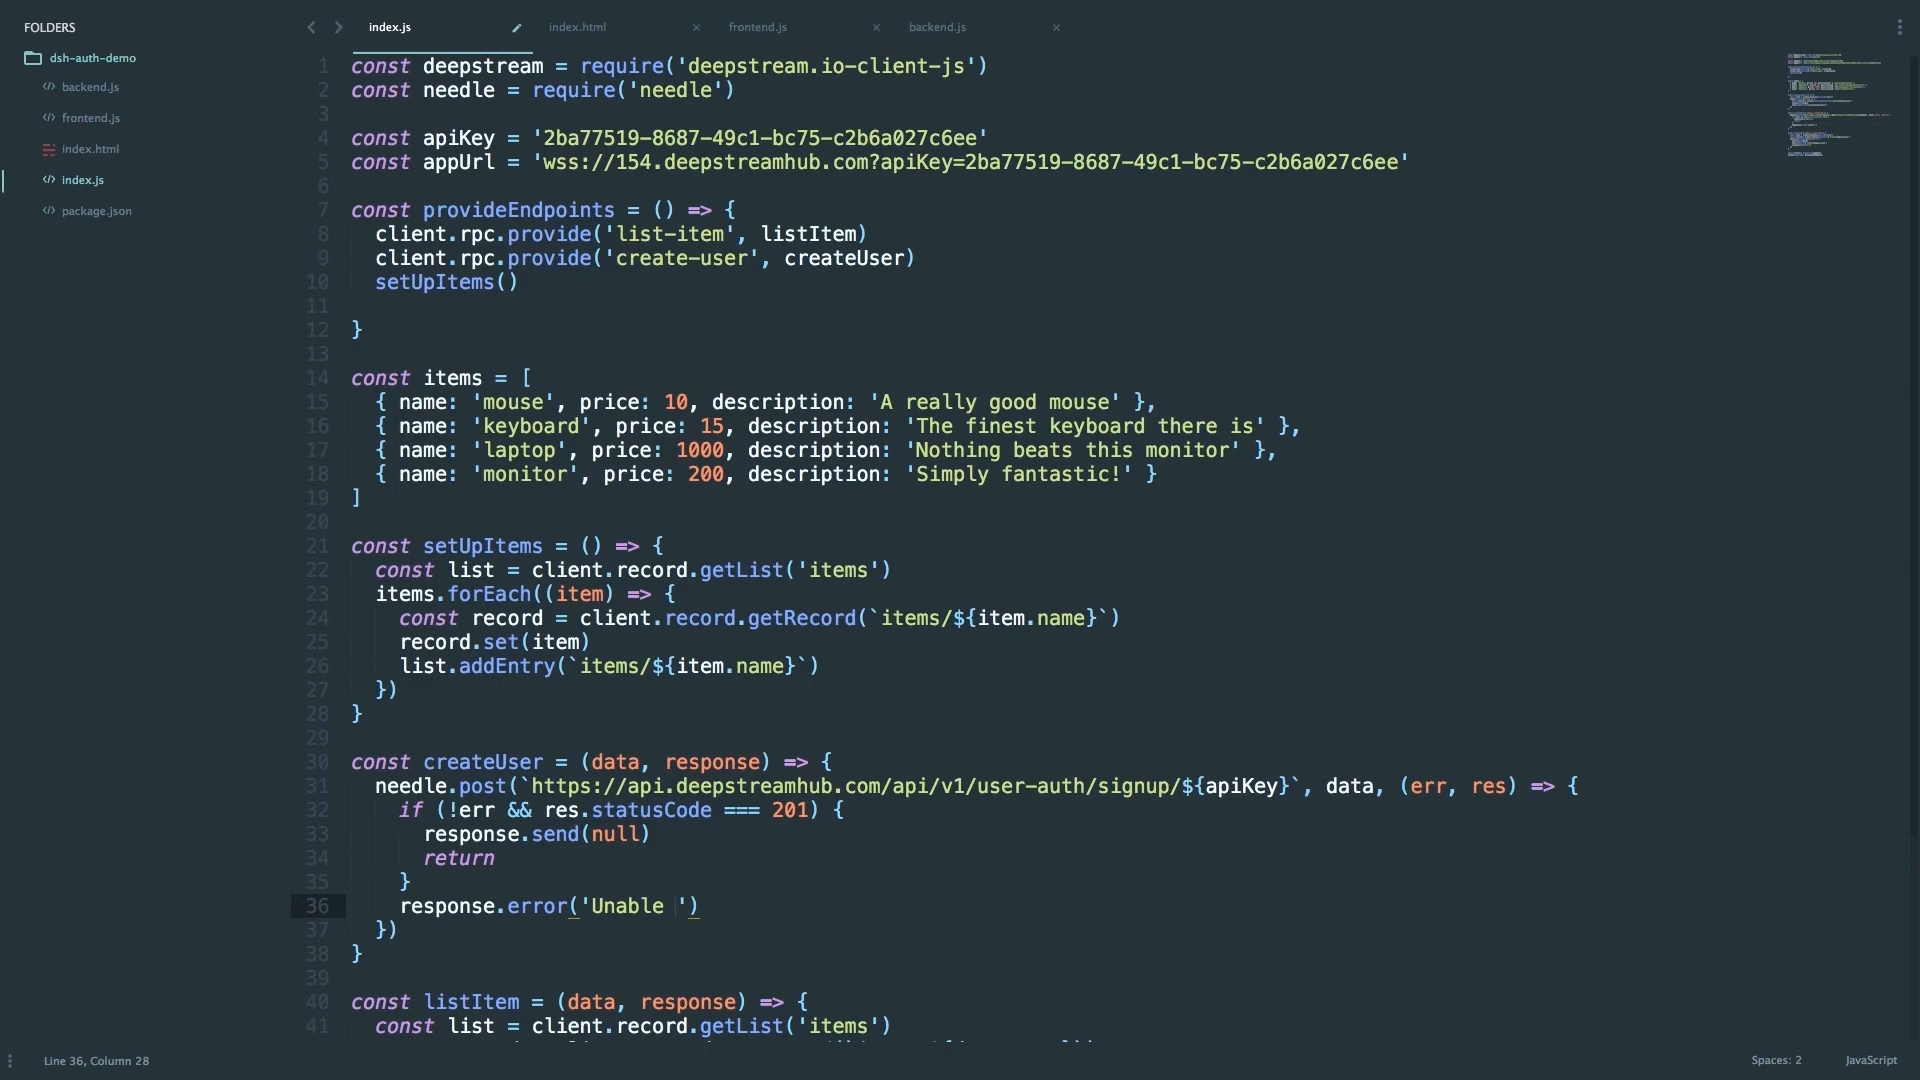 FOLDERS
dsh-auth-demo
backend.js
frontend.js
index.html
index.js
package.json
index.js
index.html
frontend.js
backend.js
1 const deepstream = require('deepstream.io-client-js')
2 const needle = require('needle')
3
4 const apiKey = '2ba77519-8687-49c1-bc75-c2b6a027c6ee'
5 const appUrl = 'wss://154.deepstreamhub.com?apiKey=2ba77519-8687-49c1-bc75-c2b6a027c6ee'
6
7 const provideEndpoints = () => {
8   client.rpc.provide('list-item', listItem)
9   client.rpc.provide('create-user', createUser)
10   setUpItems()
11
12 }
13
14 const items = [
15   { name: 'mouse', price: 10, description: 'A really good mouse' },
16   { name: 'keyboard', price: 15, description: 'The finest keyboard there is' },
17   { name: 'laptop', price: 1000, description: 'Nothing beats this monitor' },
18   { name: 'monitor', price: 200, description: 'Simply fantastic!' }
19 ]
20
21 const setUpItems = () => {
22   const list = client.record.getList('items')
23   items.forEach((item) => {
24     const record = client.record.getRecord(`items/${item.name}`)
25     record.set(item)
26     list.addEntry(`items/${item.name}`)
27   })
28 }
29
30 const createUser = (data, response) => {
31   needle.post(`https://api.deepstreamhub.com/api/v1/user-auth/signup/${apiKey}`, data, (err, res) => {
32     if (!err && res.statusCode === 201) {
33       response.send(null)
34       return
35     }
36     response.error('Unable ')
37   })
38 }
39
40 const listItem = (data, response) => {
41   const list = client.record.getList('items')
Line 36, Column 28
Spaces: 2
JavaScript